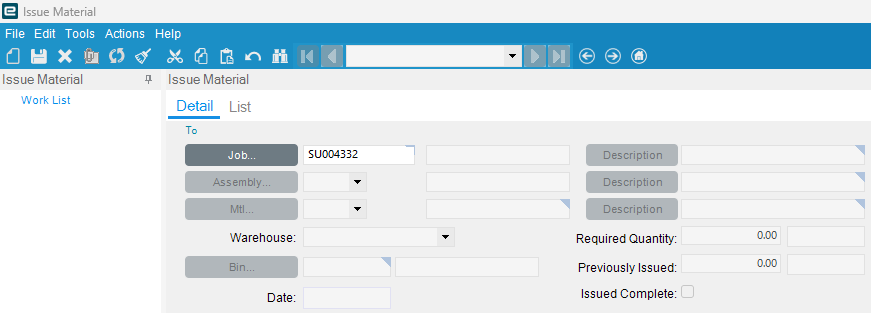 Issue Material
File Edit Tools Actions Help
Issue Material
Work List
Issue Material
Detail List
To
Job... SU004332 Description
Assembly... Description
Mtl... Description
Warehouse: Required Quantity: 0.00
Bin... Previously Issued: 0.00
Date: Issued Complete: